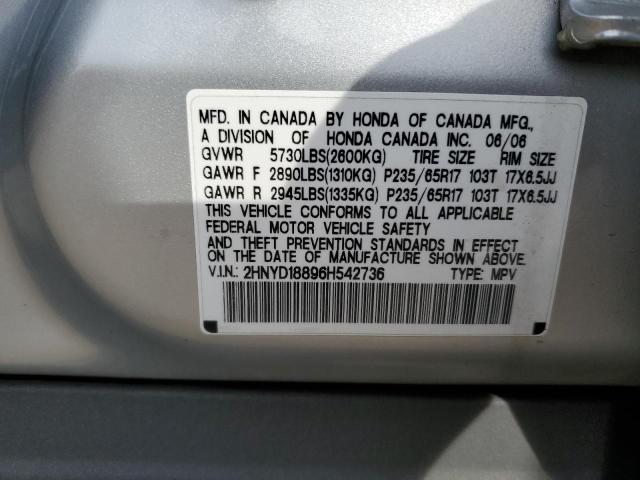 MFD. IN CANADA BY HONDA OF CANADA MFG.,
A DIVISION OF HONDA CANADA INC. 06/06
GVWR 5730LBS(2600KG) TIRE SIZE RIM SIZE
GAWR F 2890LBS(1310KG) P235/65R17 103T 17X6.5JJ
GAWR R 2945LBS(1335KG) P235/65R17 103T 17X6.5JJ
THIS VEHICLE CONFORMS TO ALL APPLICABLE
FEDERAL MOTOR VEHICLE SAFETY
AND THEFT PREVENTION STANDARDS IN EFFECT
ON THE DATE OF MANUFACTURE SHOWN ABOVE.
V.I.N.: 2HNYD18896H542736 TYPE: MPV